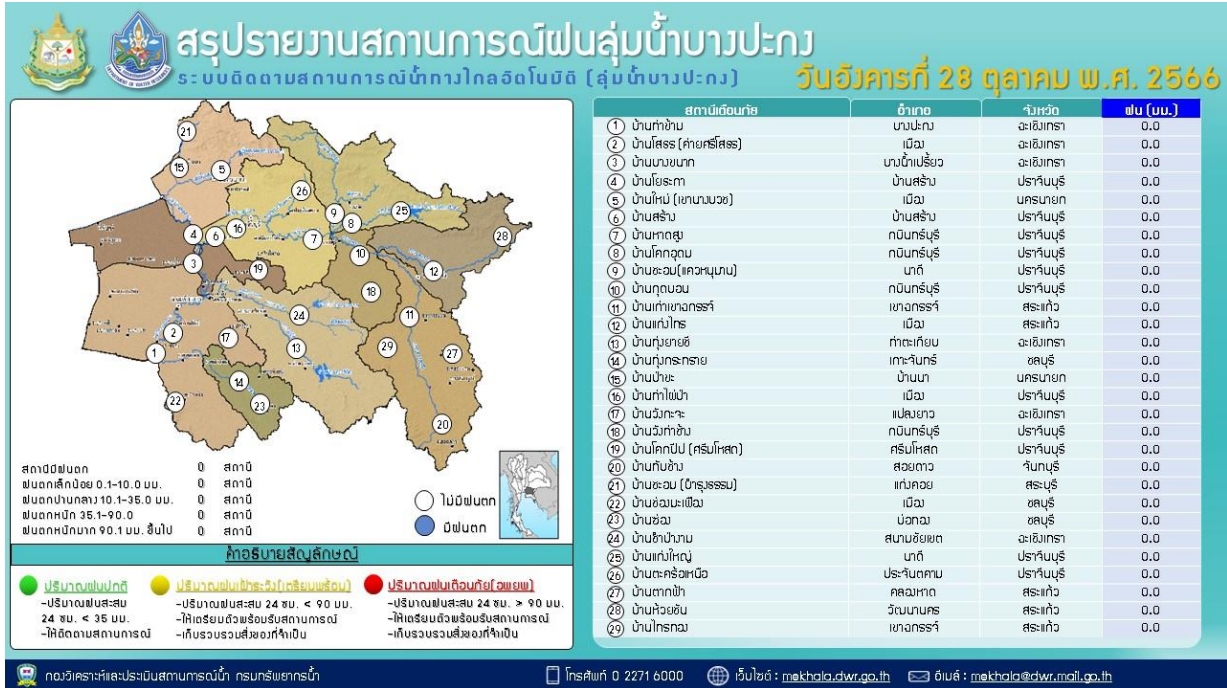 สรุปรายงานสถานการณ์ฝนลุ่มน้ำบางปะกง
ระบบติดตามสถานการณ์น้ำทางไกลอัตโนมัติ (ลุ่มน้ำบางปะกง)
วันอังคารที่ 28 ตุลาคม พ.ศ. 2566
สถานีเตือนภัย อำเภอ จังหวัด ฝน (มม.)
1 บ้านท่าข้าม บางปะกง ฉะเชิงเทรา 0.0
2 บ้านโสธร (ค่ายศรีโสธร) เมือง ฉะเชิงเทรา 0.0
3 บ้านบางขนาก บางน้ำเปรี้ยว ฉะเชิงเทรา 0.0
4 บ้านโยธะกา บ้านสร้าง ปราจีนบุรี 0.0
5 บ้านใหม่ (เขานางบวช) เมือง นครนายก 0.0
6 บ้านสร้าง บ้านสร้าง ปราจีนบุรี 0.0
7 บ้านหาดสูง กบินทร์บุรี ปราจีนบุรี 0.0
8 บ้านโคกอุดม กบินทร์บุรี ปราจีนบุรี 0.0
9 บ้านซะอม(แควหนุมาน) นาดี ปราจีนบุรี 0.0
10 บ้านกุดบอน กบินทร์บุรี ปราจีนบุรี 0.0
11 บ้านเก่าเขาฉกรรจ์ เขาฉกรรจ์ สระแก้ว 0.0
12 บ้านแก่งไทร เมือง สระแก้ว 0.0
13 บ้านทุ่งยายชี ท่าตะเกียบ ฉะเชิงเทรา 0.0
14 บ้านทุ่งกระทราย เกาะจันทร์ ชลบุรี 0.0
15 บ้านป่าขะ บ้านนา นครนายก 0.0
16 บ้านท่าไผ่ป่า เมือง ปราจีนบุรี 0.0
17 บ้านวังกะจะ แปลงยาว ฉะเชิงเทรา 0.0
18 บ้านวังท่าช้าง กบินทร์บุรี ปราจีนบุรี 0.0
19 บ้านโคกปีป (ศรีมโหสถ) ศรีมโหสถ ปราจีนบุรี 0.0
20 บ้านทับช้าง สอยดาว จันทบุรี 0.0
21 บ้านซะอม (บำรุงธรรม) แก่งคอย สระบุรี 0.0
22 บ้านซ่องมะเฟือง เมือง ชลบุรี 0.0
23 บ้านซ่อง บ่อทอง ชลบุรี 0.0
24 บ้านธำป่างาม สนามชัยเขต ฉะเชิงเทรา 0.0
25 บ้านแก่งใหญ่ นาดี ปราจีนบุรี 0.0
26 บ้านตะคร้อเหนือ ประจันตคาม ปราจีนบุรี 0.0
27 บ้านตากฟ้า คลองหาด สระแก้ว 0.0
28 บ้านห้วยชัน วัฒนานคร สระแก้ว 0.0
29 บ้านไทรทอง เขาฉกรรจ์ สระแก้ว 0.0
21
15 5
26
9 8 25
4 6 16 7 28
3 19 10 12
18
24 11
2 17 13 29 27
1
14
22 23 20
สถานีมีฝนตก 0 สถานี
ฝนตกเล็กน้อย 0.1-10.0 มม. 0 สถานี
ฝนตกปานกลาง 10.1-35.0 มม. 0 สถานี
ฝนตกหนัก 35.1-90.0 0 สถานี
ฝนตกหนักมาก 90.1 มม. ขึ้นไป 0 สถานี
ไม่มีฝนตก
มีฝนตก
คำอธิบายสัญลักษณ์
ปริมาณฝนปกติ
-ปริมาณฝนสะสม
24 ชม. < 35 มม.
-ให้ติดตามสถานการณ์
ปริมาณฝนเฝ้าระวัง(เตรียมพร้อม)
-ปริมาณฝนสะสม 24 ชม. < 90 มม.
-ให้เตรียมตัวพร้อมรับสถานการณ์
-เก็บรวบรวมสิ่งของที่จำเป็น
ปริมาณฝนเตือนภัย(อพยพ)
-ปริมาณฝนสะสม 24 ชม. > 90 มม.
-ให้เตรียมตัวพร้อมรับสถานการณ์
-เก็บรวบรวมสิ่งของที่จำเป็น
กองวิเคราะห์และประเมินสถานการณ์น้ำ กรมทรัพยากรน้ำ
โทรศัพท์ 0 2271 6000
เว็บไซต์ : mekhala.dwr.go.th
อีเมล์ : mekhala@dwr.mail.go.th